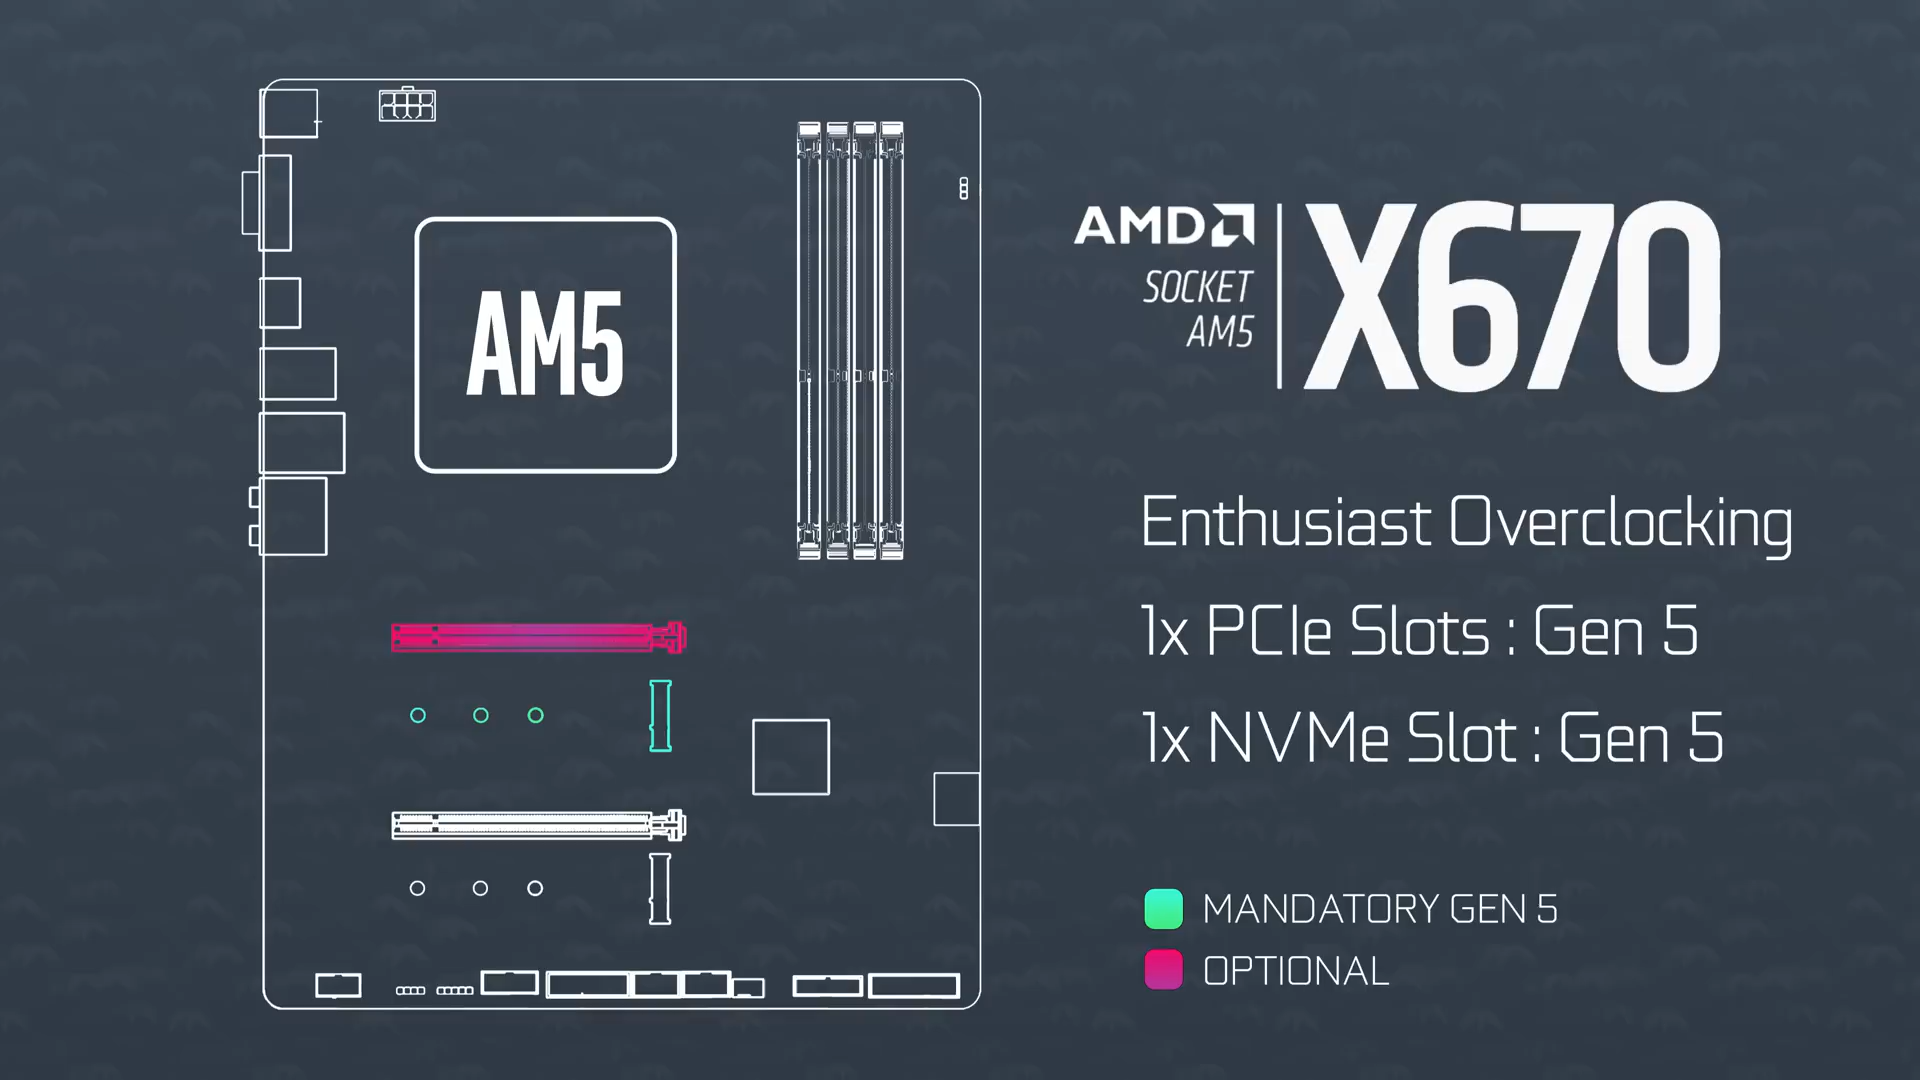 AM5
AMD
SOCKET
AM5
X670
Enthusiast Overclocking
1x PCIe Slots : Gen 5
1x NVMe Slot : Gen 5
MANDATORY GEN 5
OPTIONAL